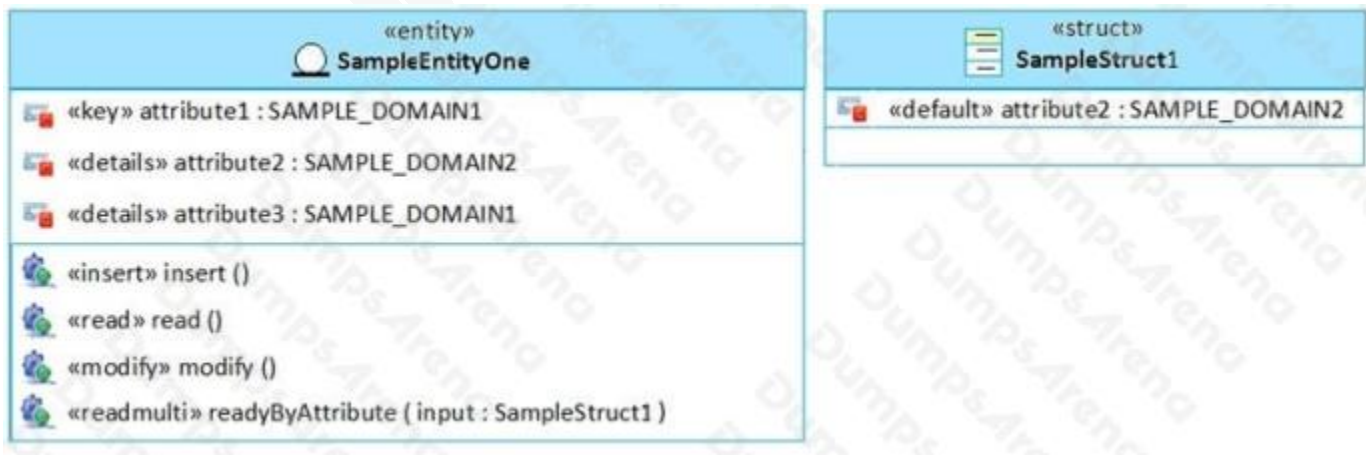 «entity»
SampleEntityOne
«key» attribute1 : SAMPLE_DOMAIN1
«details» attribute2 : SAMPLE_DOMAIN2
«details» attribute3 : SAMPLE_DOMAIN1
«insert» insert ()
«read» read ()
«modify» modify ()
«readmulti» readyByAttribute ( input : SampleStruct1 )
«struct»
SampleStruct1
«default» attribute2 : SAMPLE_DOMAIN2
DumpsArena